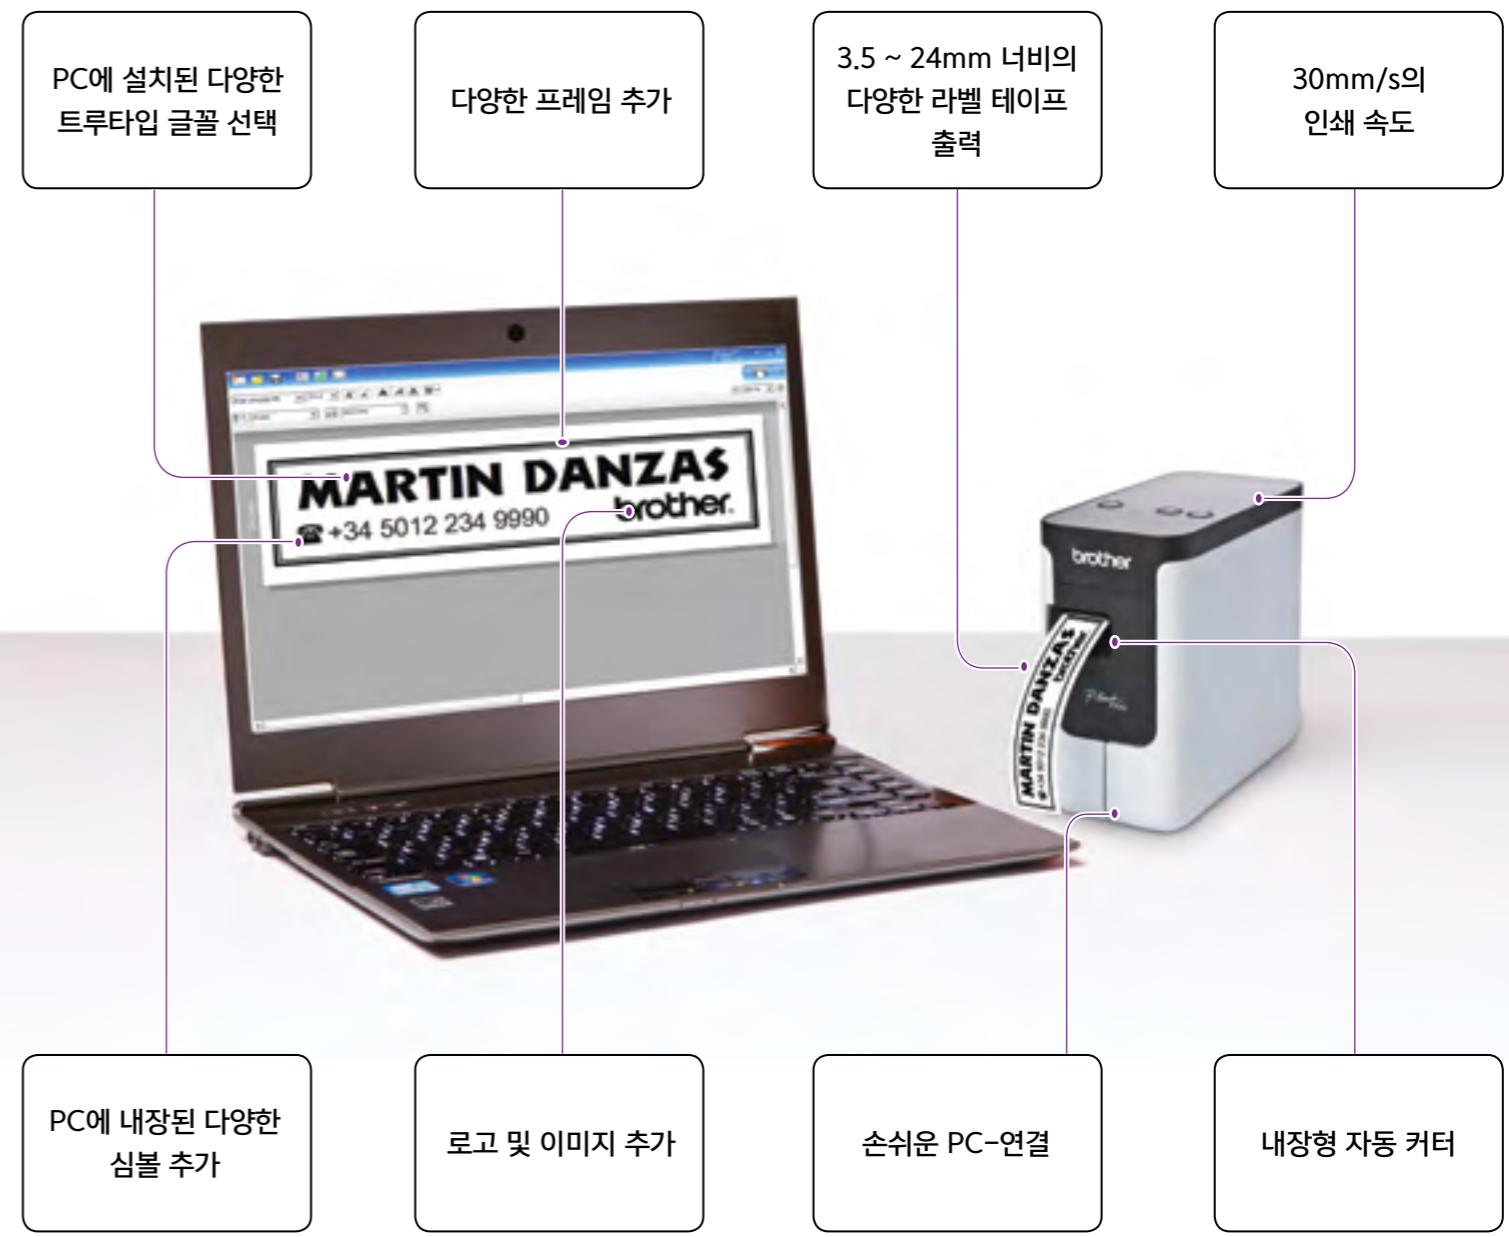 PC에 설치된 다양한
트루타입 글꼴 선택
다양한 프레임 추가
3.5 ~ 24mm 너비의
다양한 라벨 테이프
출력
30mm/s의
인쇄 속도
MARTIN DANZAS
☎+34 5012 234 9990
brother
brother
MARTIN DANZAS
brother
PC에 내장된 다양한
심볼 추가
로고 및 이미지 추가
손쉬운 PC-연결
내장형 자동 커터